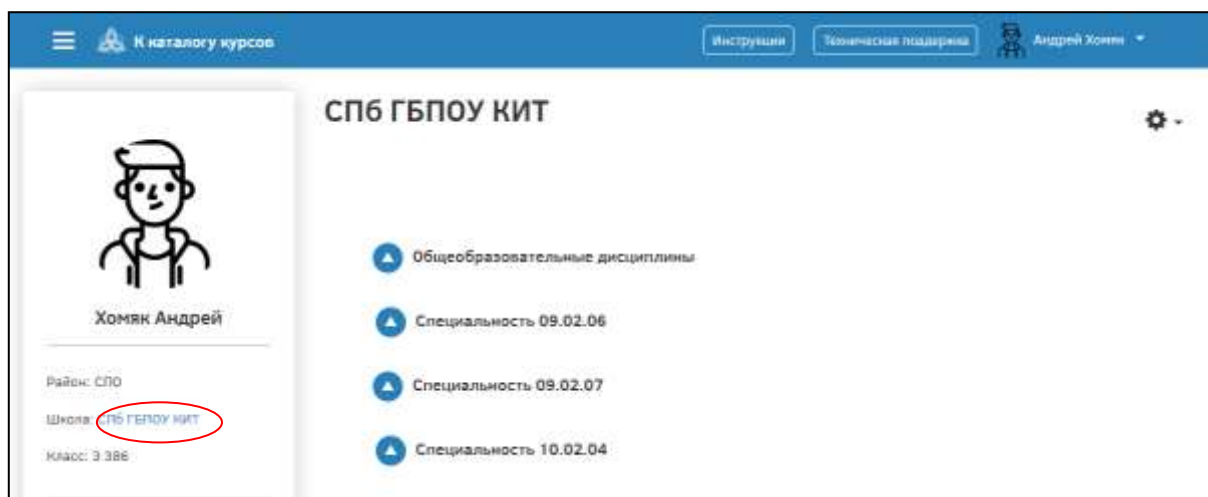 К каталогу курсов
Инструкции
Техническая поддержка
Андрей Хомяк
СПб ГБПОУ КИТ
Общеобразовательные дисциплины
Специальность 09.02.06
Специальность 09.02.07
Специальность 10.02.04
Хомяк Андрей
Район: СПО
Школа: СПб ГБПОУ КИТ
Класс: 3 386